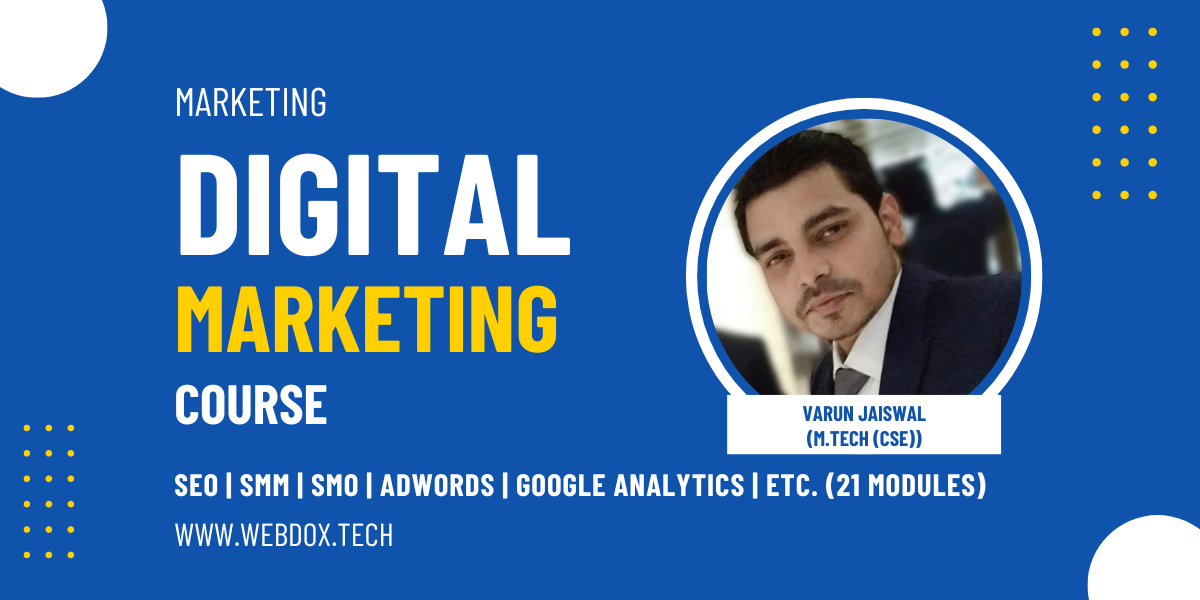 MARKETING
DIGITAL
MARKETING
COURSE
VARUN JAISWAL
(M.TECH (CSE))
SEO | SMM | SMO | ADWORDS | GOOGLE ANALYTICS | ETC. (21 MODULES)
WWW.WEBDOX.TECH